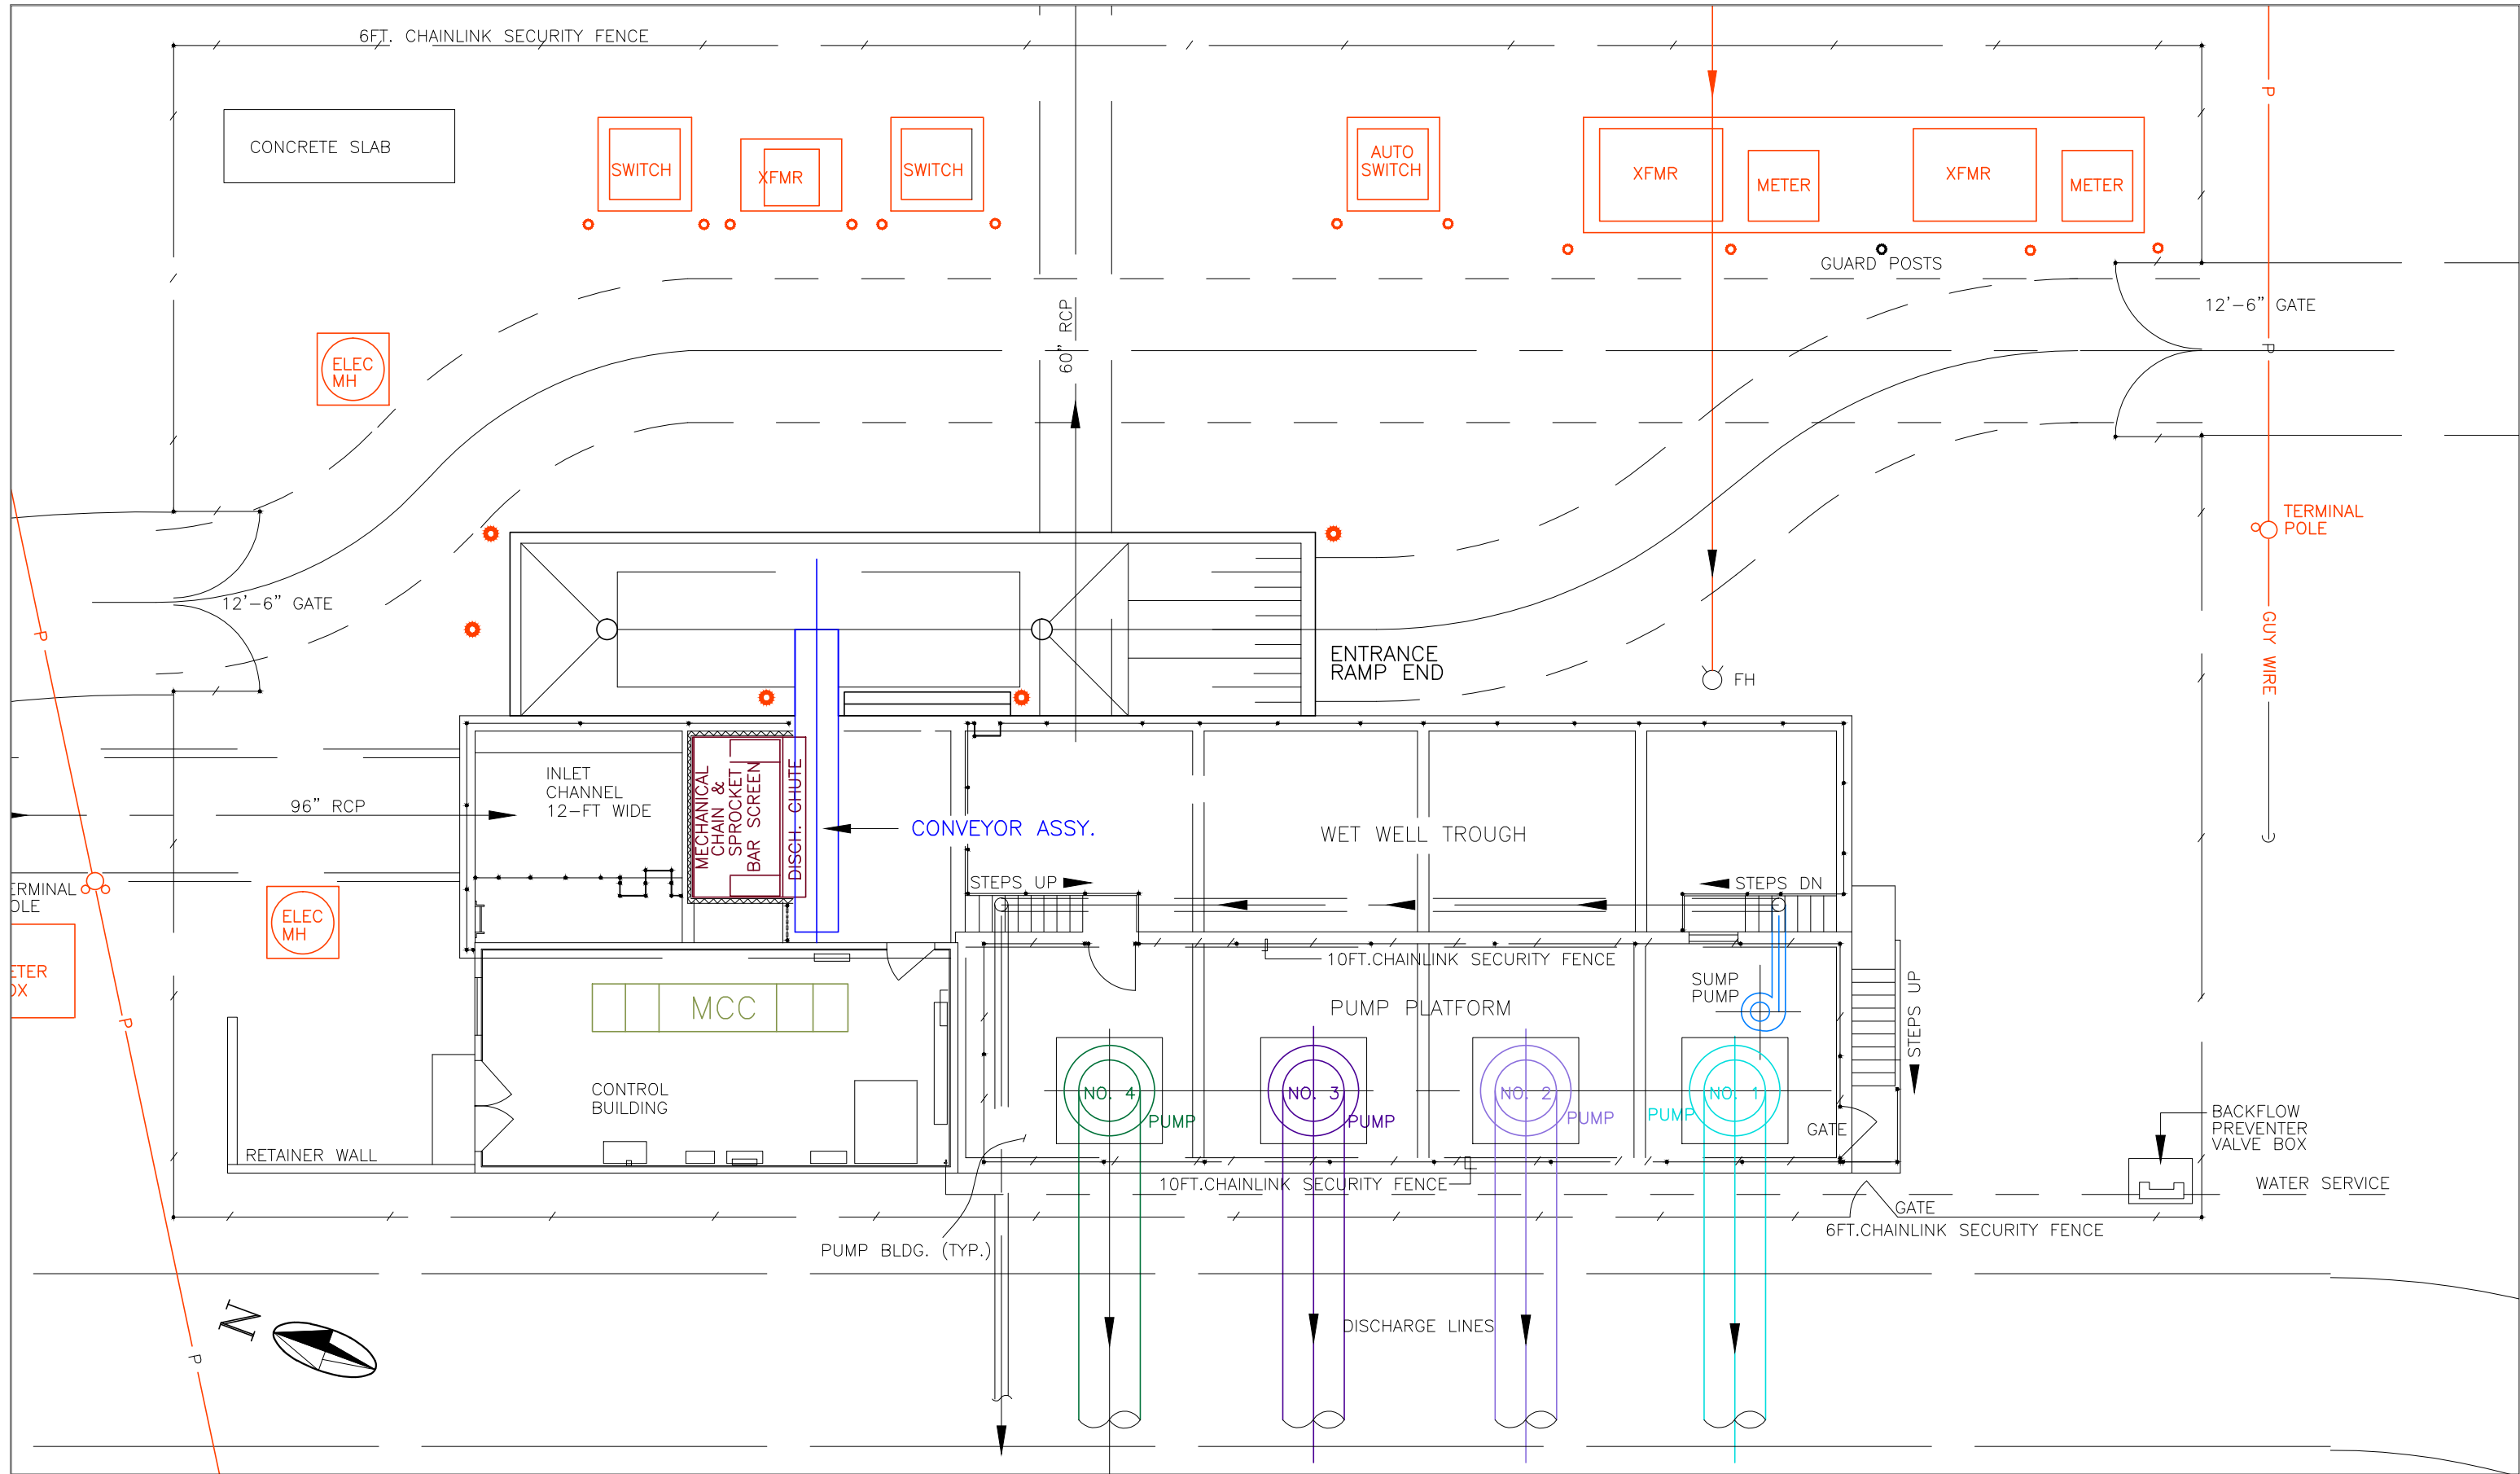 6FT. CHAINLINK SECURITY FENCE
P
CONCRETE SLAB
SWITCH
XFMR
SWITCH
AUTO
SWITCH
XFMR
METER
XFMR
METER
GUARD POSTS
12'-6" GATE
60" RCP
P
ELEC
MH
TERMINAL
POLE
12'-6" GATE
P
ENTRANCE
RAMP END
FH
GUY WIRE
INLET
CHANNEL
12-FT WIDE
96" RCP
MECHANICAL
CHAIN &
SPROCKET
BAR SCREEN
DISCH. CHUTE
CONVEYOR ASSY.
WET WELL TROUGH
STEPS UP
STEPS DN
ERMINAL
OLE
ELEC
MH
ETER
OX
10FT.CHAINLINK SECURITY FENCE
SUMP
PUMP
PUMP PLATFORM
MCC
P
STEPS UP
CONTROL
BUILDING
NO. 4
PUMP
NO. 3
PUMP
NO. 2
PUMP
NO. 1
PUMP
GATE
BACKFLOW
PREVENTER
VALVE BOX
RETAINER WALL
10FT.CHAINLINK SECURITY FENCE
WATER SERVICE
GATE
6FT.CHAINLINK SECURITY FENCE
PUMP BLDG. (TYP.)
N
DISCHARGE LINES
P